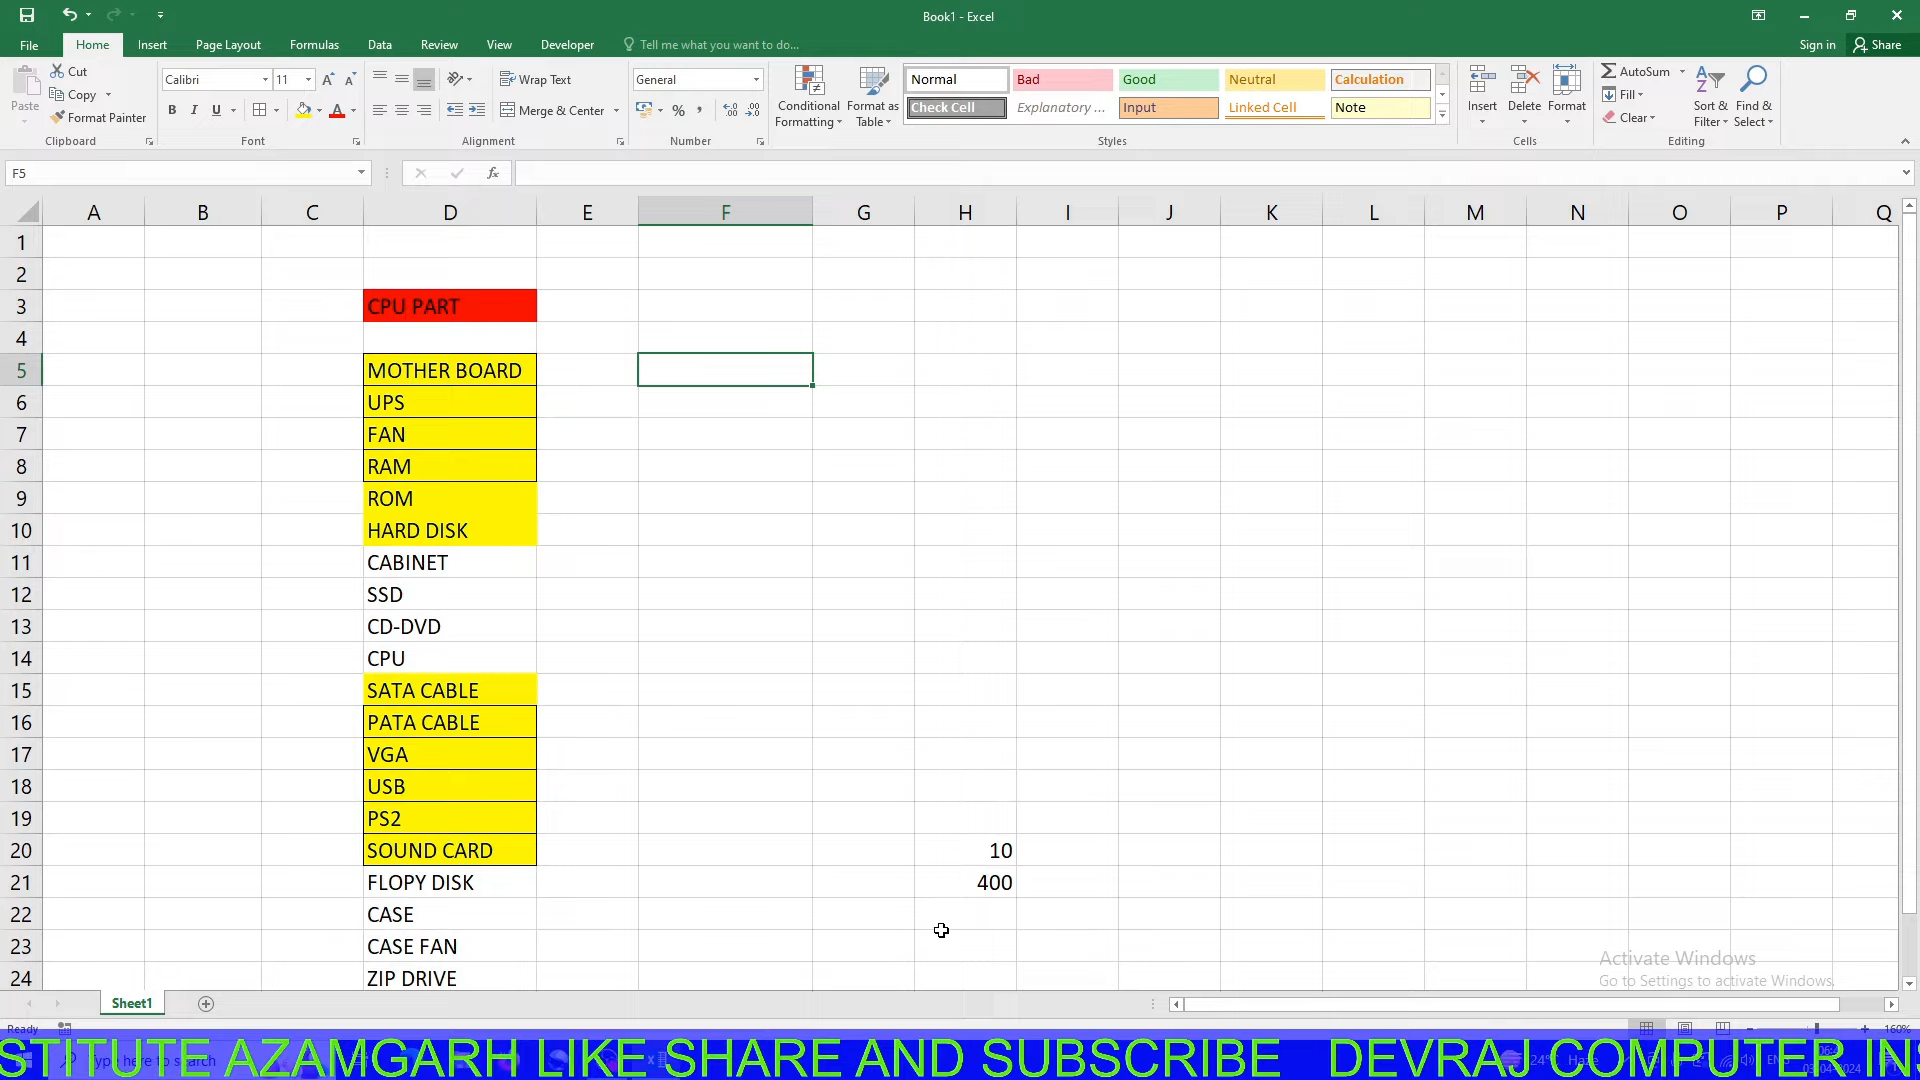 Book1 - Excel
File Home Insert Page Layout Formulas Data Review View Developer Tell me what you want to do... Sign in Share
Paste
Cut
Copy
Format Painter
Clipboard
Calibri 11
B I U
Font
Wrap Text
Merge & Center
Alignment
General
Number
Conditional Formatting
Format as Table
Normal Bad Good Neutral Calculation
Check Cell Explanatory ... Input Linked Cell Note
Styles
Insert Delete Format
Cells
AutoSum
Fill
Clear
Sort & Filter
Find & Select
Editing
F5
fx
A B C D E F G H I J K L M N O P Q
1
2
3 CPU PART
4
5 MOTHER BOARD
6 UPS
7 FAN
8 RAM
9 ROM
10 HARD DISK
11 CABINET
12 SSD
13 CD-DVD
14 CPU
15 SATA CABLE
16 PATA CABLE
17 VGA
18 USB
19 PS2
20 SOUND CARD 10
21 FLOPY DISK 400
22 CASE
23 CASE FAN
24 ZIP DRIVE
Activate Windows
Go to Settings to activate Windows.
Sheet1
Ready 160%
STITUTE AZAMGARH LIKE SHARE AND SUBSCRIBE DEVRAJ COMPUTER INS
Type here to search